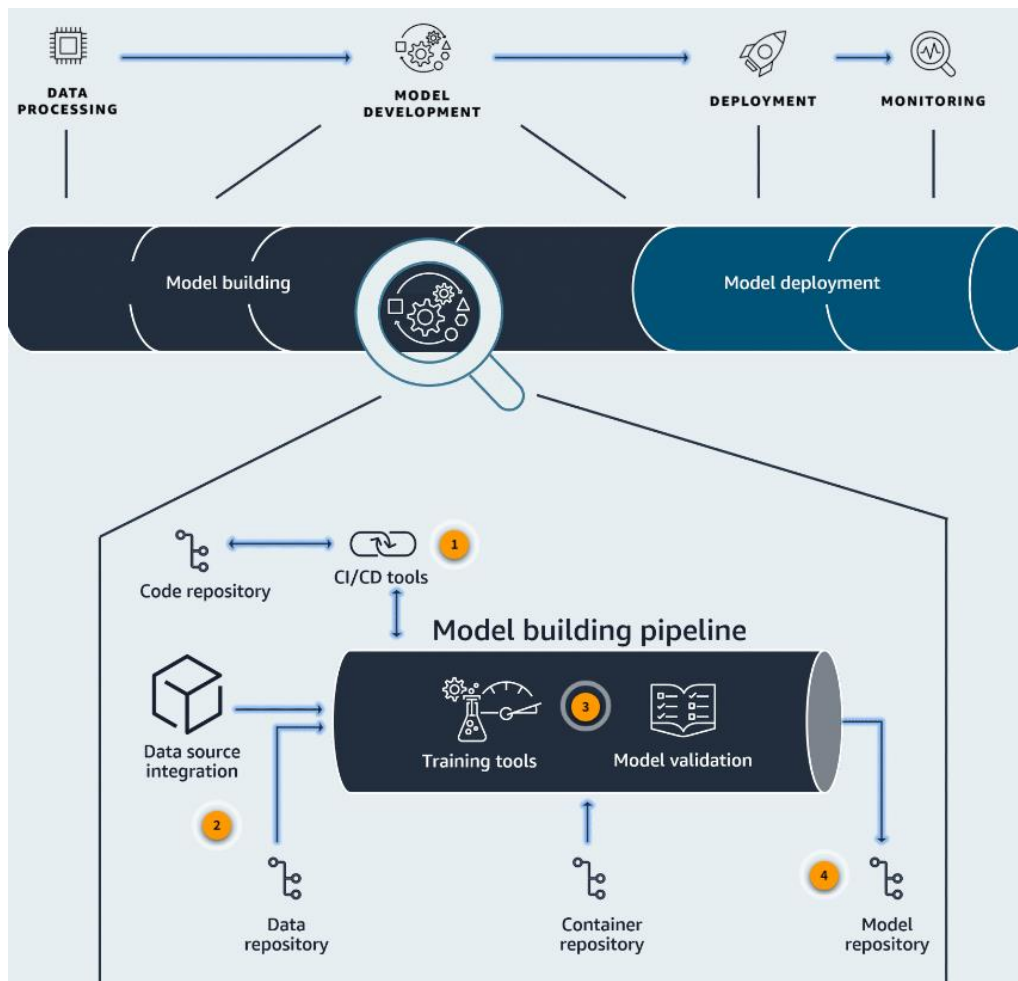 DATA
PROCESSING
MODEL
DEVELOPMENT
DEPLOYMENT
MONITORING
Model building
Model deployment
1
Code repository
CI/CD tools
Model building pipeline
3
Data source
integration
Training tools
Model validation
2
4
Data
repository
Container
repository
Model
repository